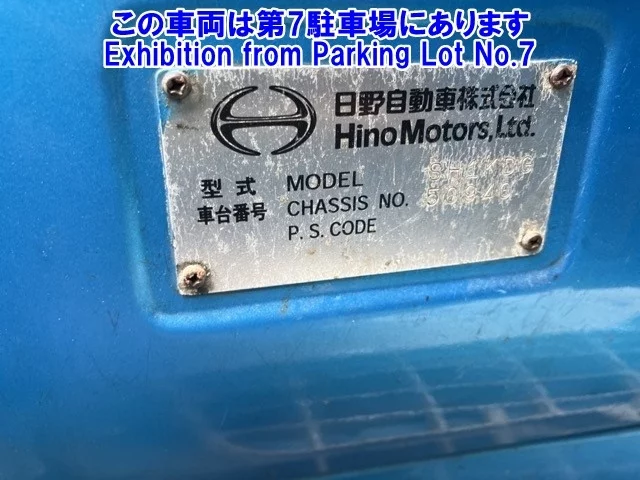 この車両は第7駐車場にあります
Exhibition from Parking Lot No.7
日野自動車株式会社
Hino Motors, Ltd.
型式 MODEL
車台番号 CHASSIS NO.
P. S. CODE